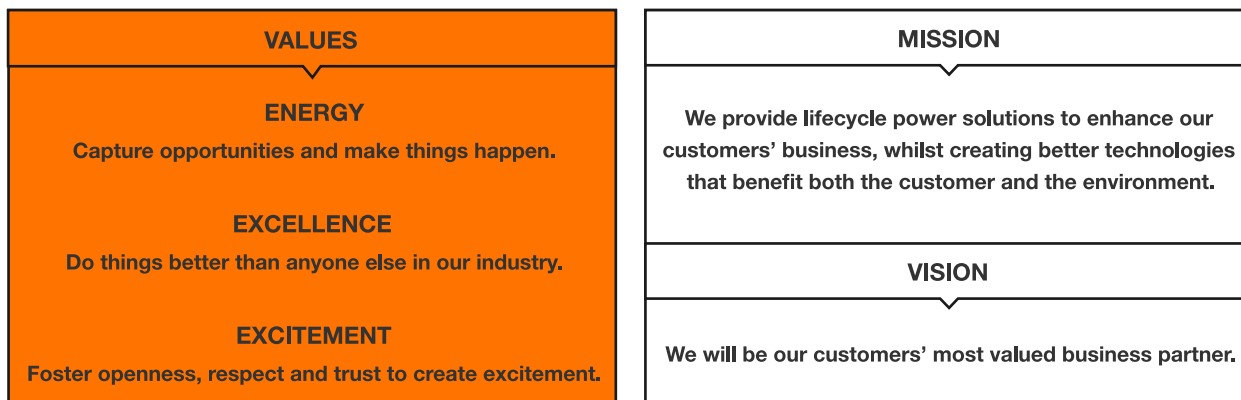 VALUES
ENERGY
Capture opportunities and make things happen.
EXCELLENCE
Do things better than anyone else in our industry.
EXCITEMENT
Foster openness, respect and trust to create excitement.
MISSION
We provide lifecycle power solutions to enhance our
customers’ business, whilst creating better technologies
that benefit both the customer and the environment.
VISION
We will be our customers’ most valued business partner.